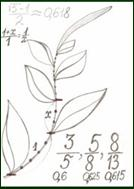 √5-1/2 = 0,618
1+x/1 = 1/x
x
1
3/5, 5/8, 8/13
0,6 0,625 0,615